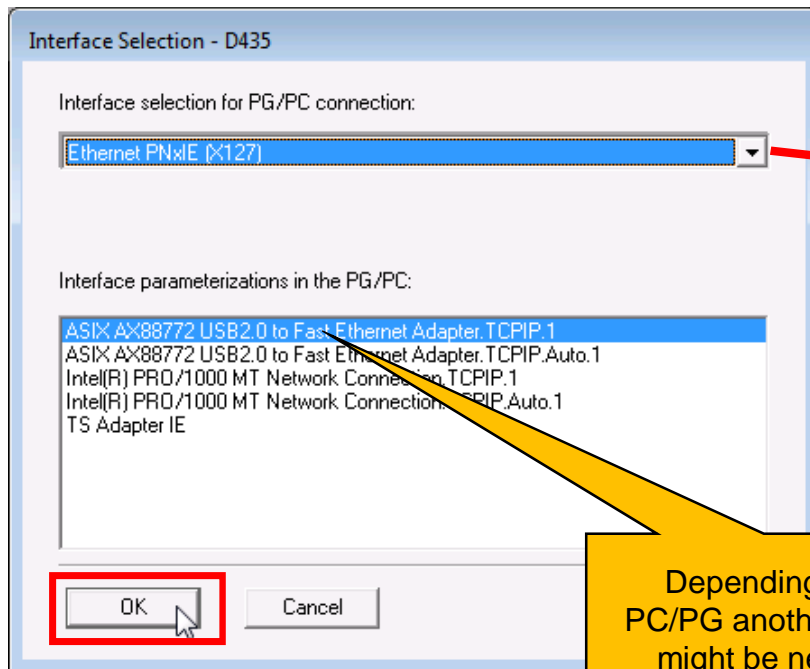 Interface Selection - D435
Interface selection for PG/PC connection:
Ethernet PNxIE (X127)
Interface parameterizations in the PG/PC:
ASIX AX88772 USB2.0 to Fast Ethernet Adapter.TCPIP.1
ASIX AX88772 USB2.0 to Fast Ethernet Adapter.TCPIP.Auto.1
Intel(R) PRO/1000 MT Network Connection.TCPIP.1
Intel(R) PRO/1000 MT Network Connection.TCPIP.Auto.1
TS Adapter IE
OK
Cancel
Depending
PC/PG anoth
might be